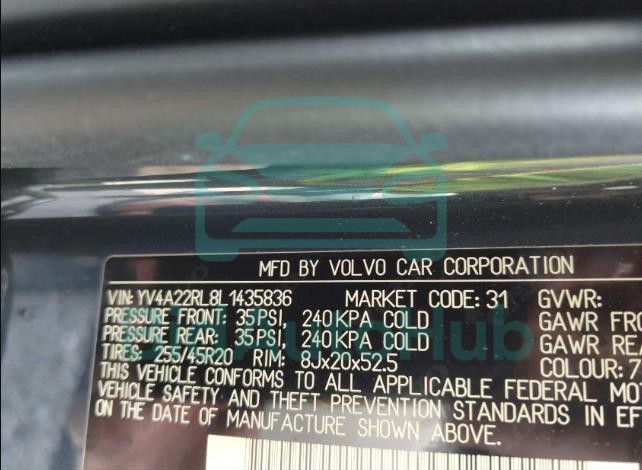 MFD BY VOLVO CAR CORPORATION
VIN: YV4A22RL8L1435836 MARKET CODE: 31 GVWR:
PRESSURE FRONT: 35PSI, 240KPA COLD GAWR FRO
PRESSURE REAR: 35PSI, 240KPA COLD GAWR REA
TIRES: 255/45R20 RIM: 8Jx20x52.5 COLOUR: 7
THIS VEHICLE CONFORMS TO ALL APPLICABLE FEDERAL MO
VEHICLE SAFETY AND THEFT PREVENTION STANDARDS IN EF
ON THE DATE OF MANUFACTURE SHOWN ABOVE.